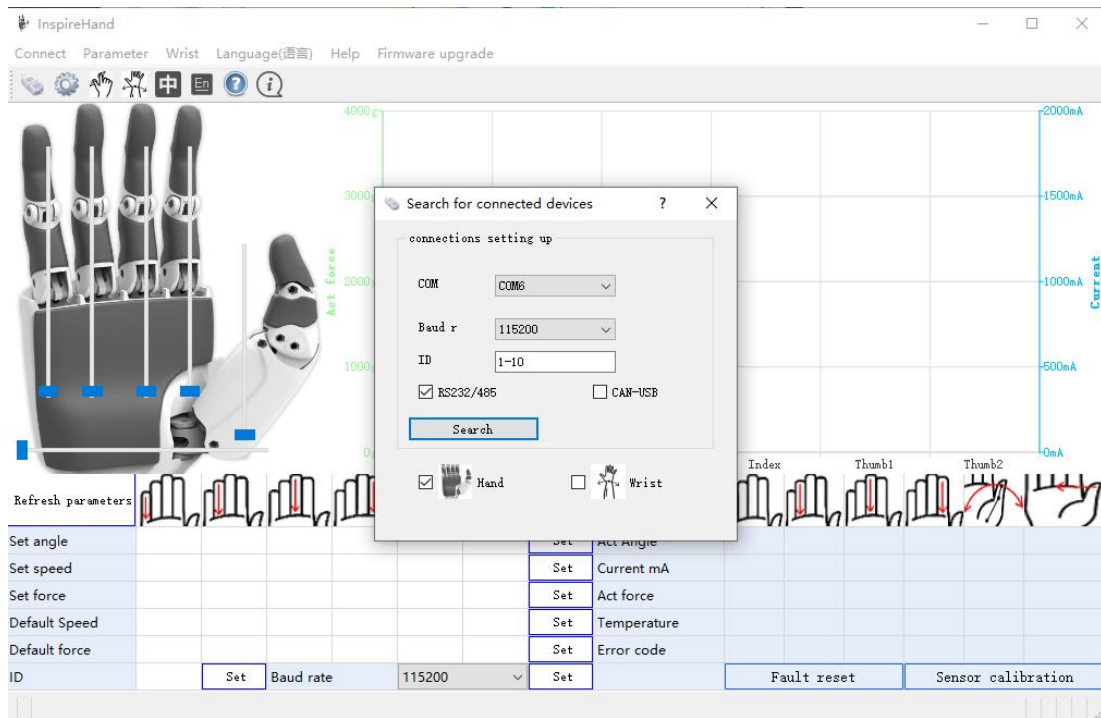 InspireHand
Connect Parameter Wrist Language(语言) Help Firmware upgrade
中 En ? i
4000g
3000
2000
1000
0
Act force
2000mA
1500mA
1000mA
500mA
0mA
Current
Search for connected devices ?
connections setting up
COM COM6
Baud r 115200
ID 1-10
RS232/485 CAN-USB
Search
Hand Wrist
Index Thumb1 Thumb2
Refresh parameters
Set angle Set Act Angle
Set speed Set Current mA
Set force Set Act force
Default Speed Set Temperature
Default force Set Error code
ID Set Baud rate 115200 Set Fault reset Sensor calibration